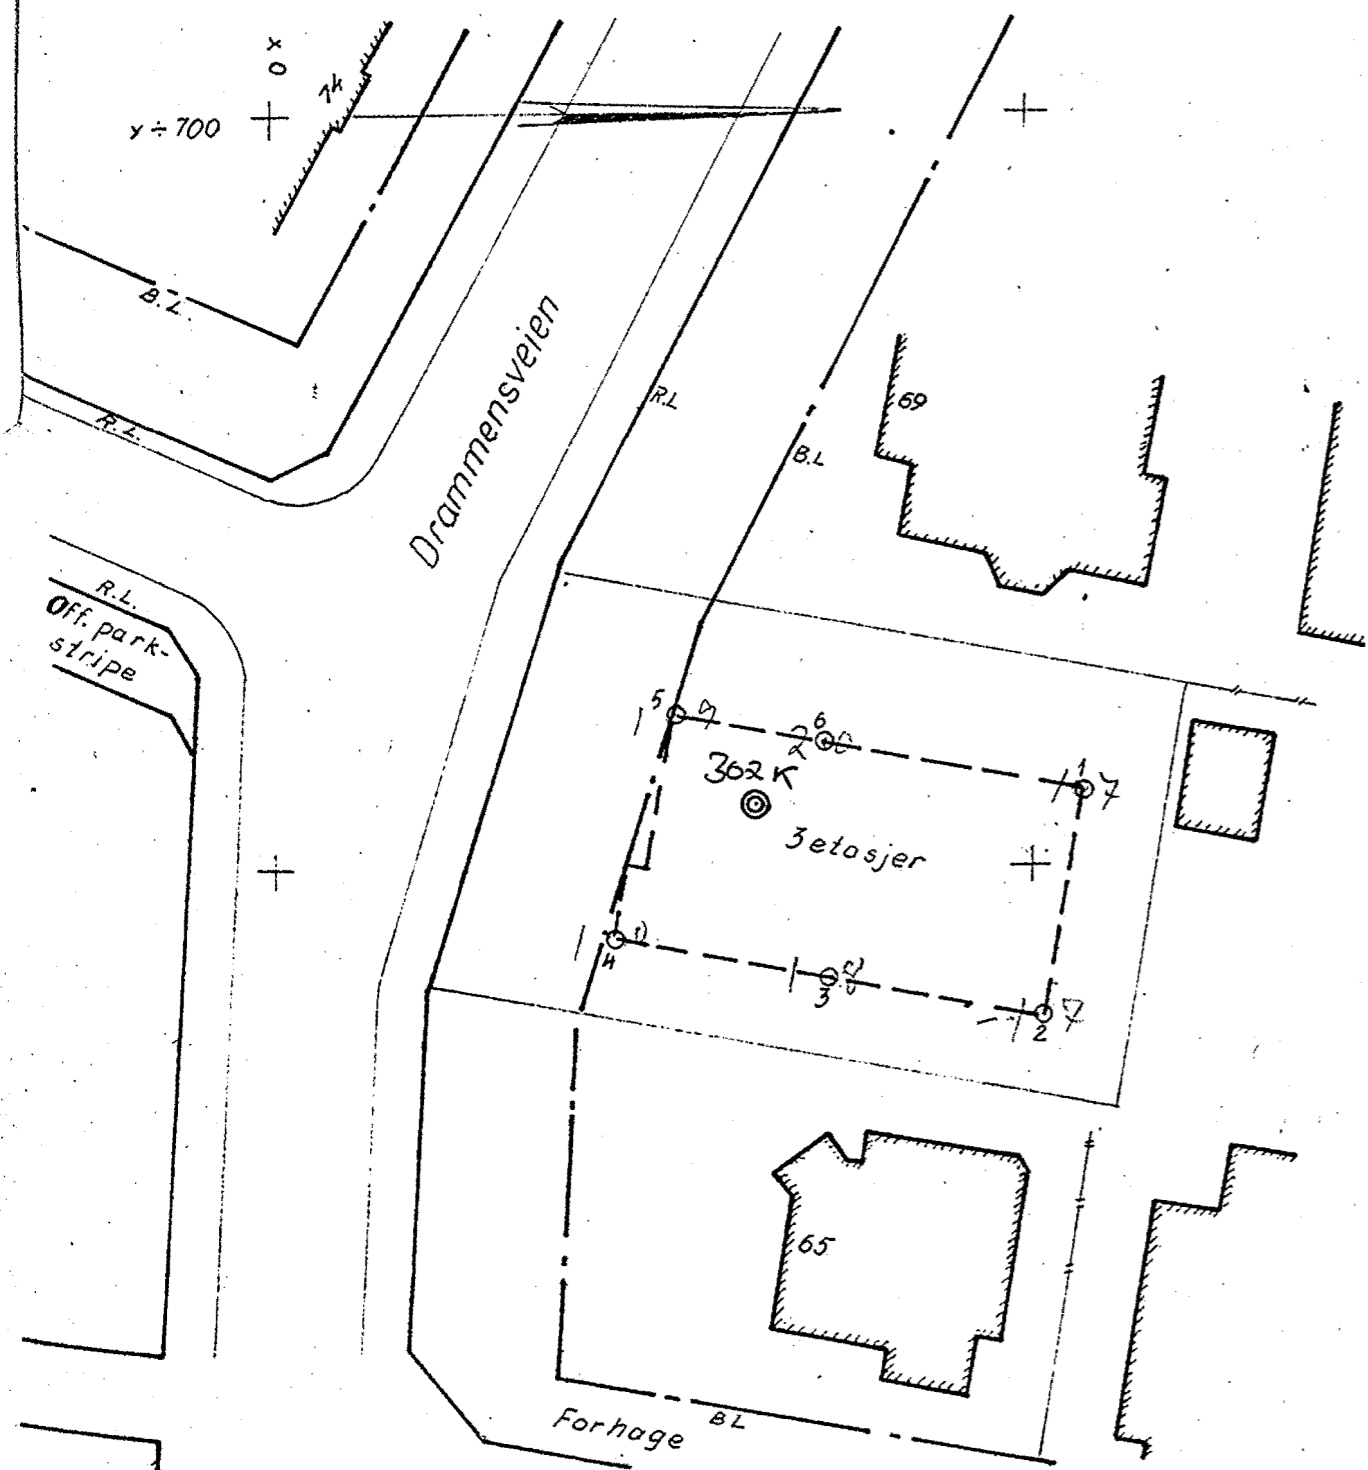 X
O
y ÷ 700
74
B.L.
R.L.
Drammensveien
R.L
B.L
69
R.L.
Off. park-
stripe
5
6
302 K
1
7
3 etasjer
4
3
2
7
65
Forhage
BL